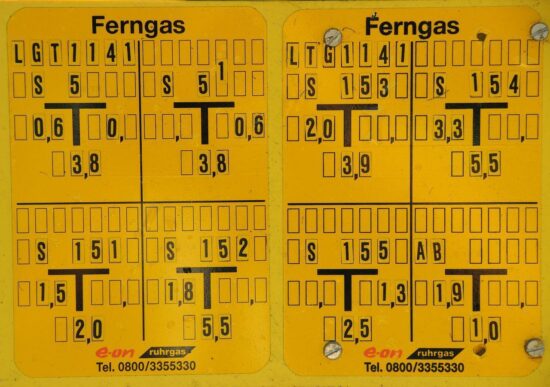 Ferngas
LGT1141
S 5 S 5 1
0,6 0, , 0,6
3,8 3,8
S 151 S 152
1,5 , 1,8 ,
2,0 5,5
e·on ruhrgas
Tel. 0800/3355330
Ferngas
LTG1141
S 153 S 154
2,0 , 3,3 ,
3,9 5,5
S 155 AB
, 1,3 1,9 ,
2,5 1,0
e·on ruhrgas
Tel. 0800/3355330